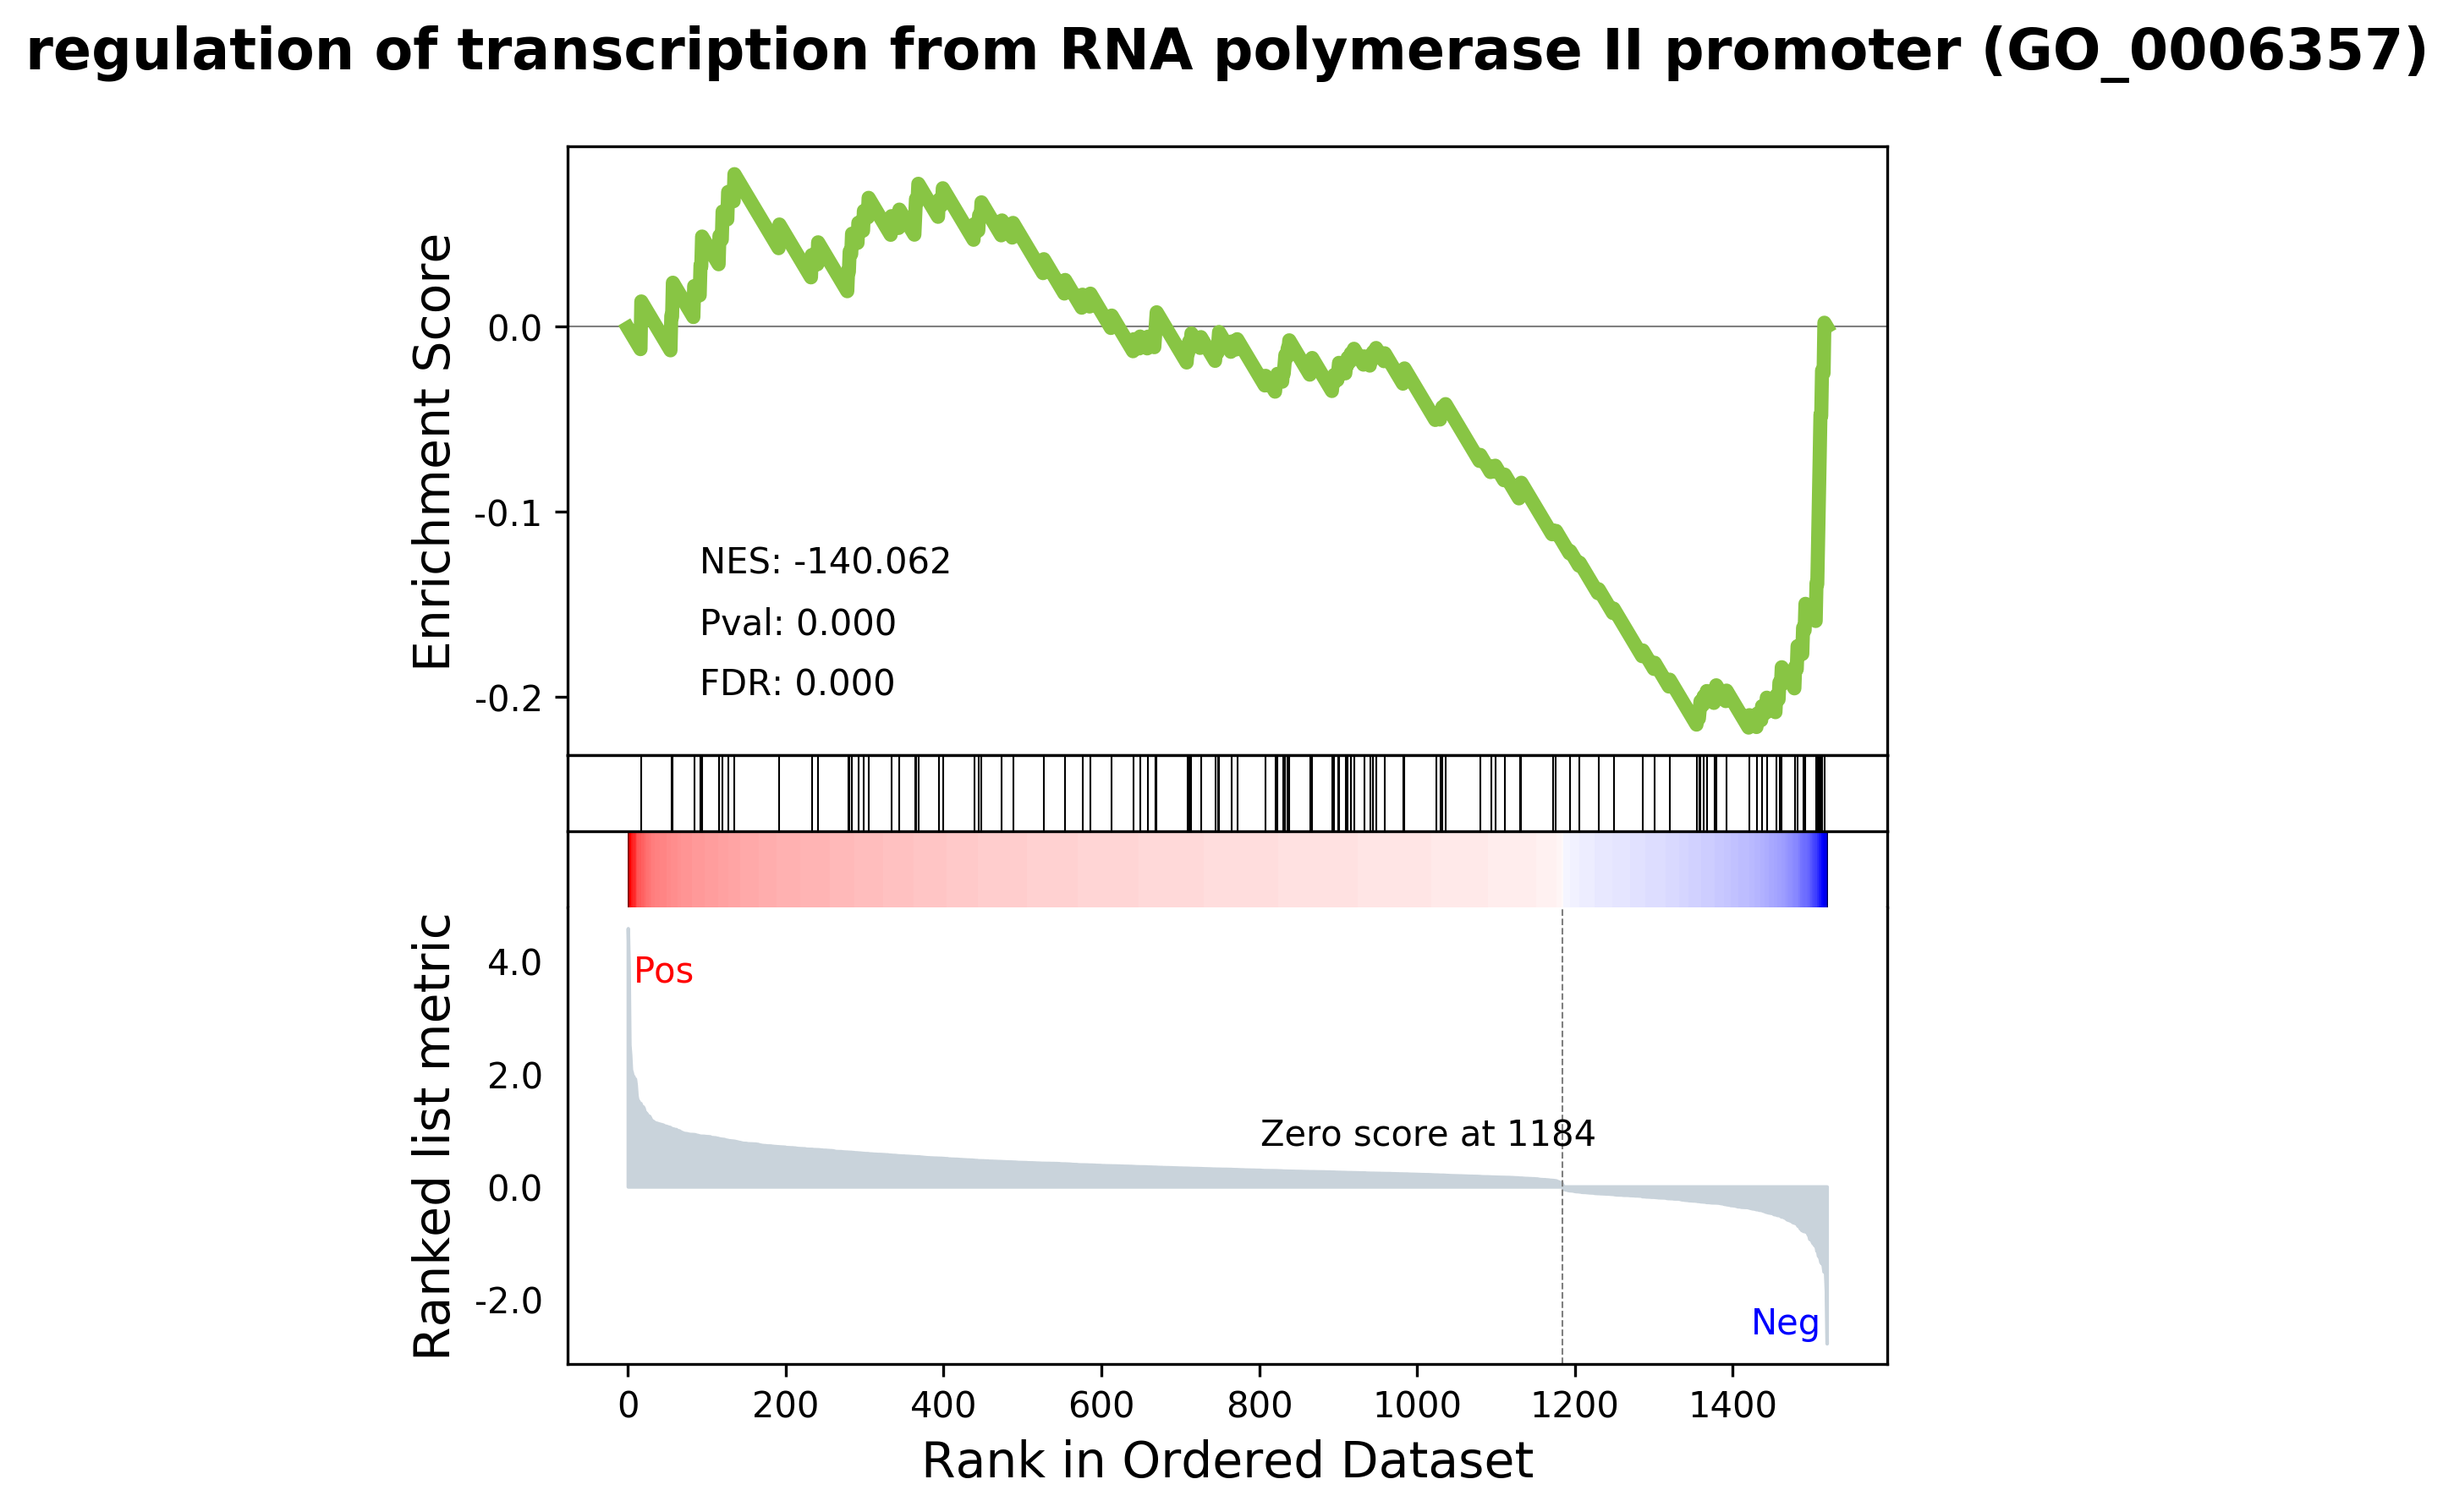 regulation of transcription from RNA polymerase II promoter (GO_0006357)
Enrichment Score
0.0
-0.1
-0.2
NES: -140.062
Pval: 0.000
FDR: 0.000
Ranked list metric
4.0
2.0
0.0
-2.0
Pos
Zero score at 1184
Neg
0 200 400 600 800 1000 1200 1400
Rank in Ordered Dataset